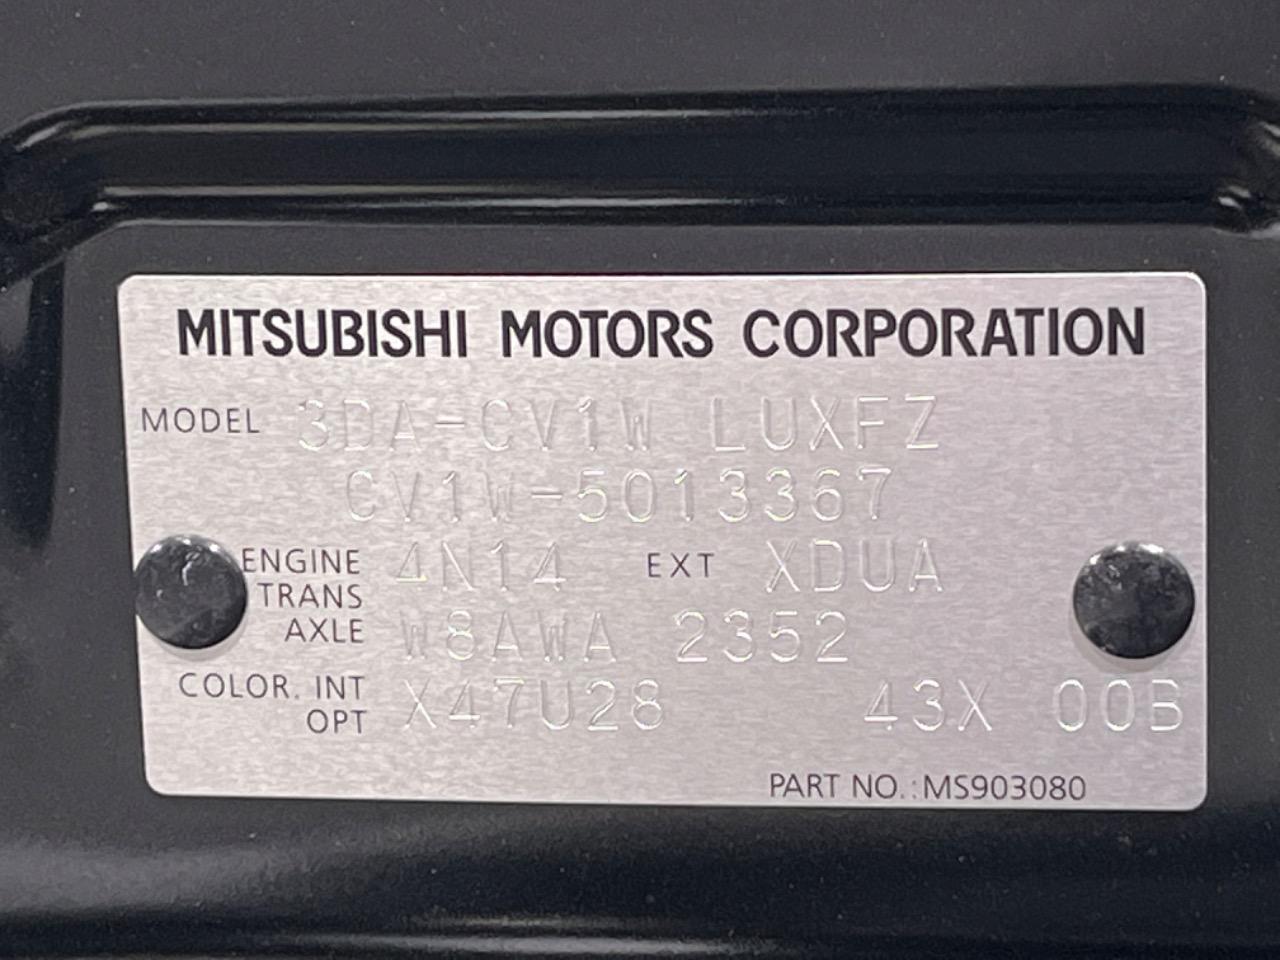 MITSUBISHI MOTORS CORPORATION
MODEL 3DA-CV1W LUXFZ
CV1W-5013367
ENGINE 4N14 EXT XDUA
TRANS
AXLE W8AWA 2352
COLOR. INT
OPT X47U28 43X 00B
PART NO.:MS903080